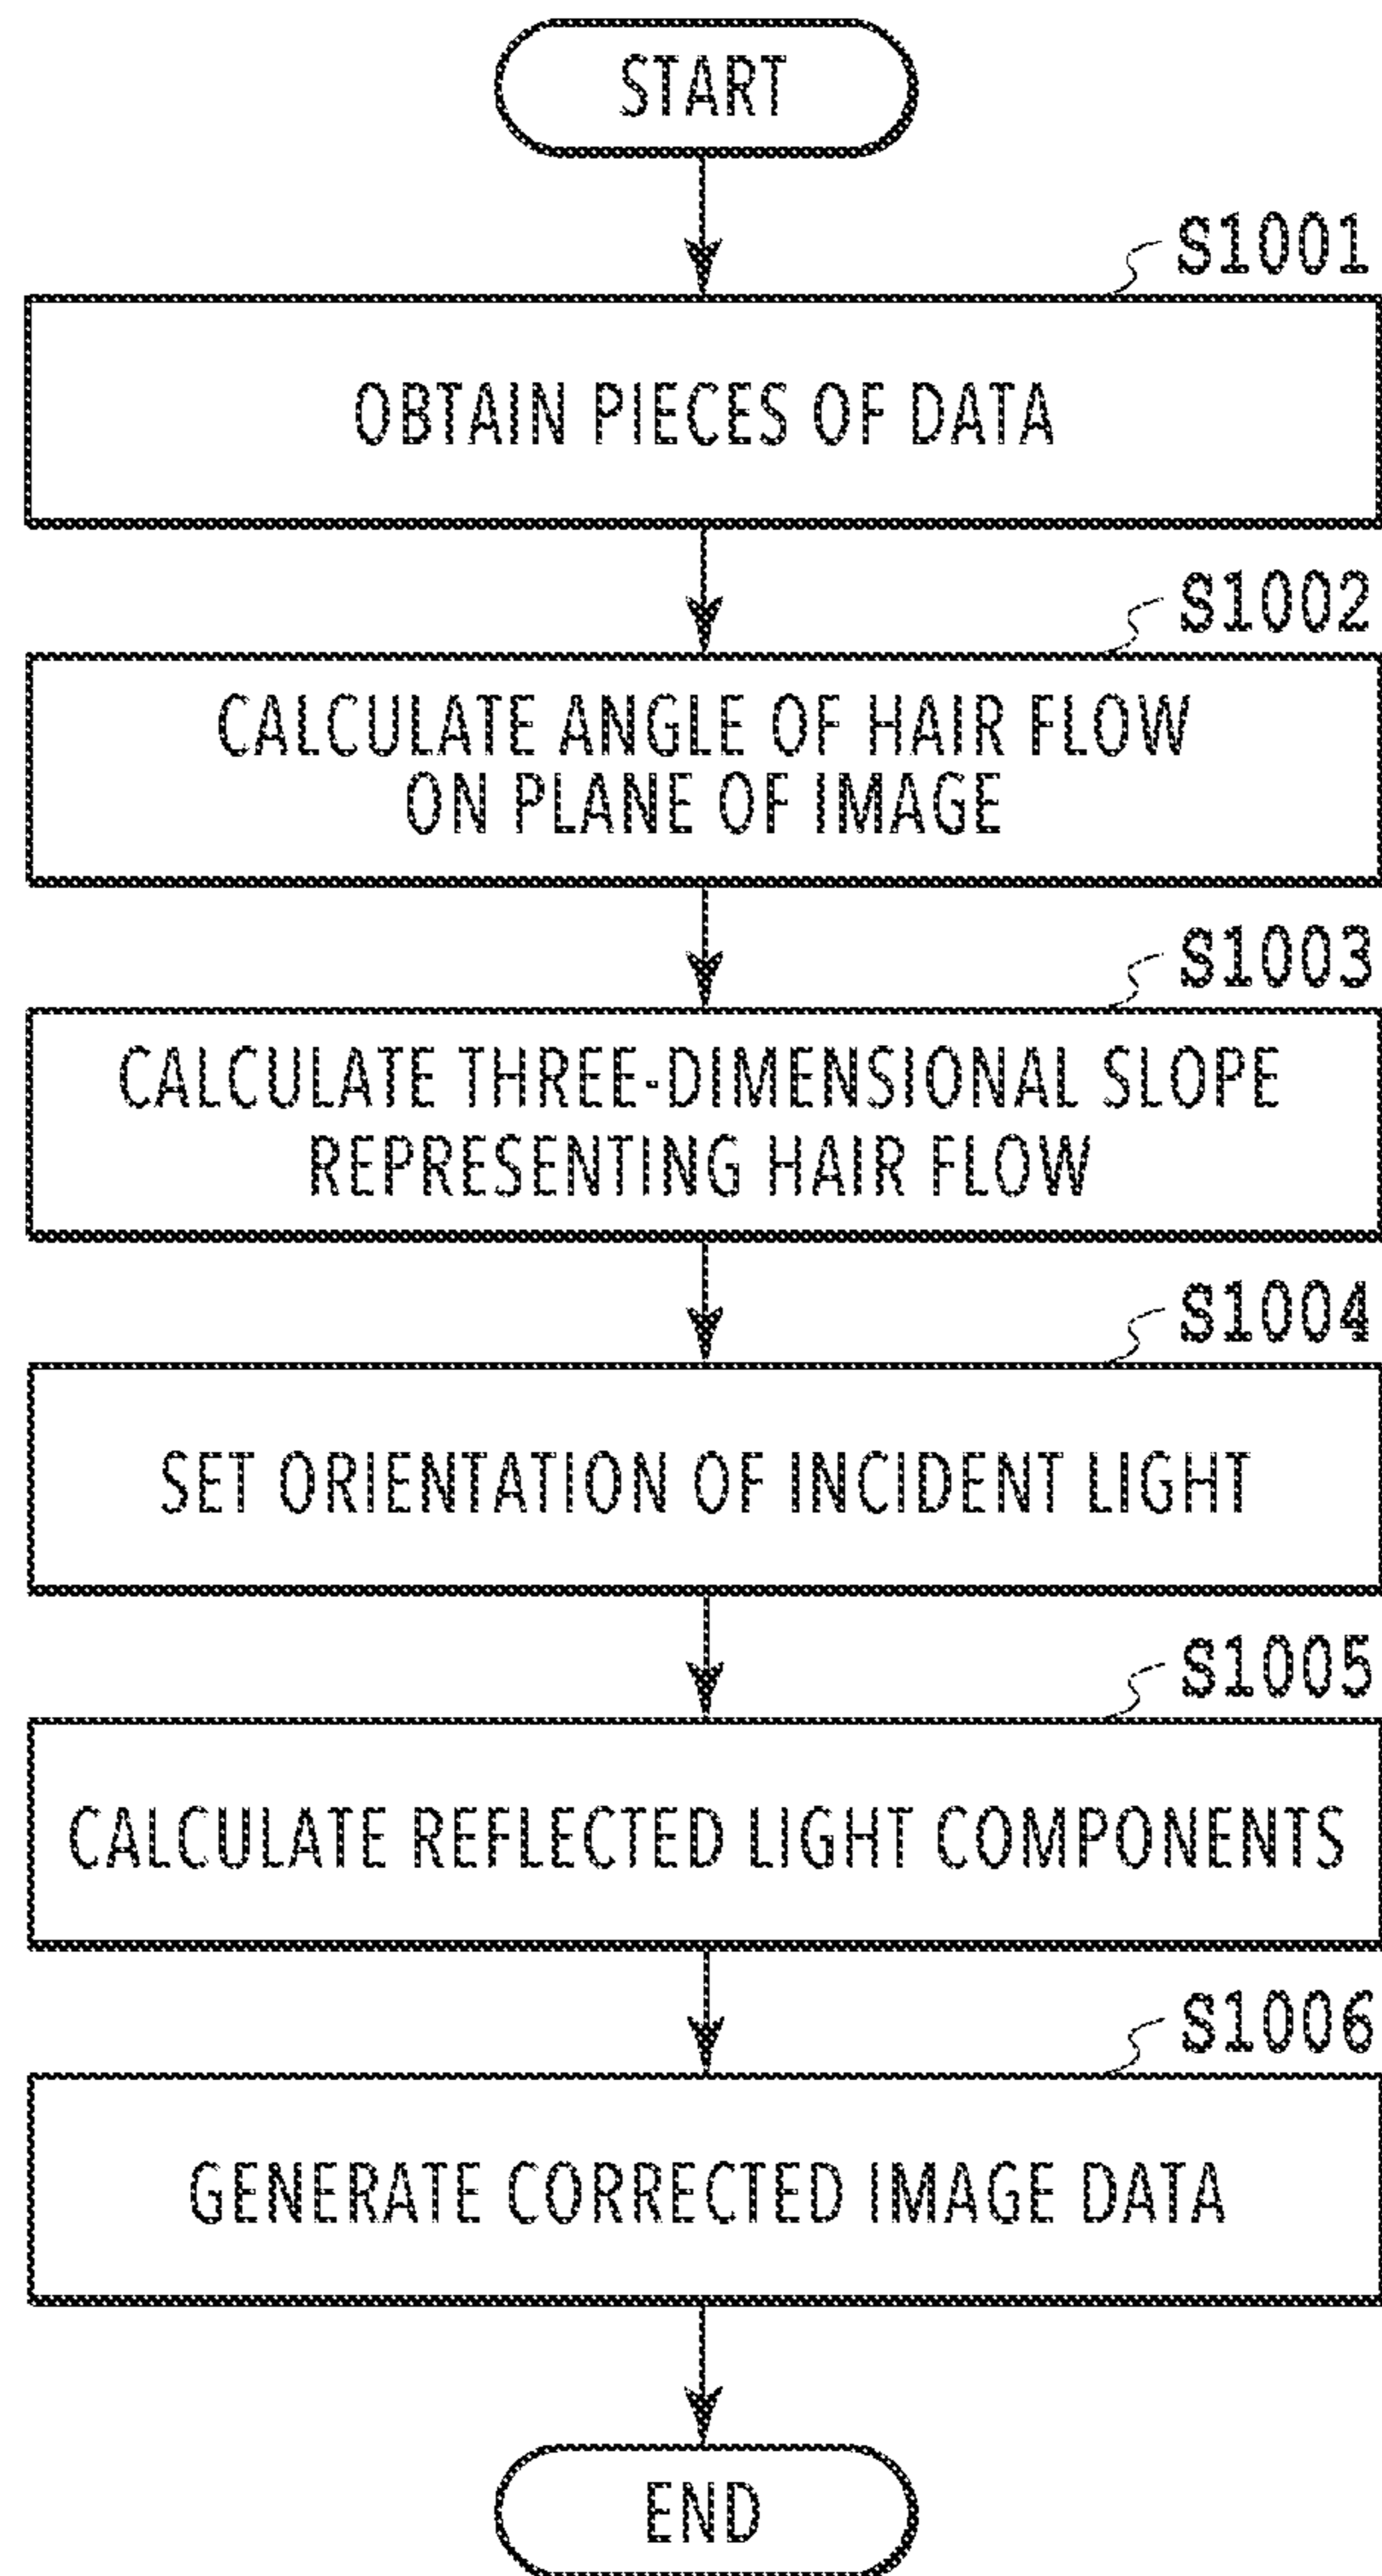 START
S1001
OBTAIN PIECES OF DATA
S1002
CALCULATE ANGLE OF HAIR FLOW
ON PLANE OF IMAGE
S1003
CALCULATE THREE-DIMENSIONAL SLOPE
REPRESENTING HAIR FLOW
S1004
SET ORIENTATION OF INCIDENT LIGHT
S1005
CALCULATE REFLECTED LIGHT COMPONENTS
S1006
GENERATE CORRECTED IMAGE DATA
END